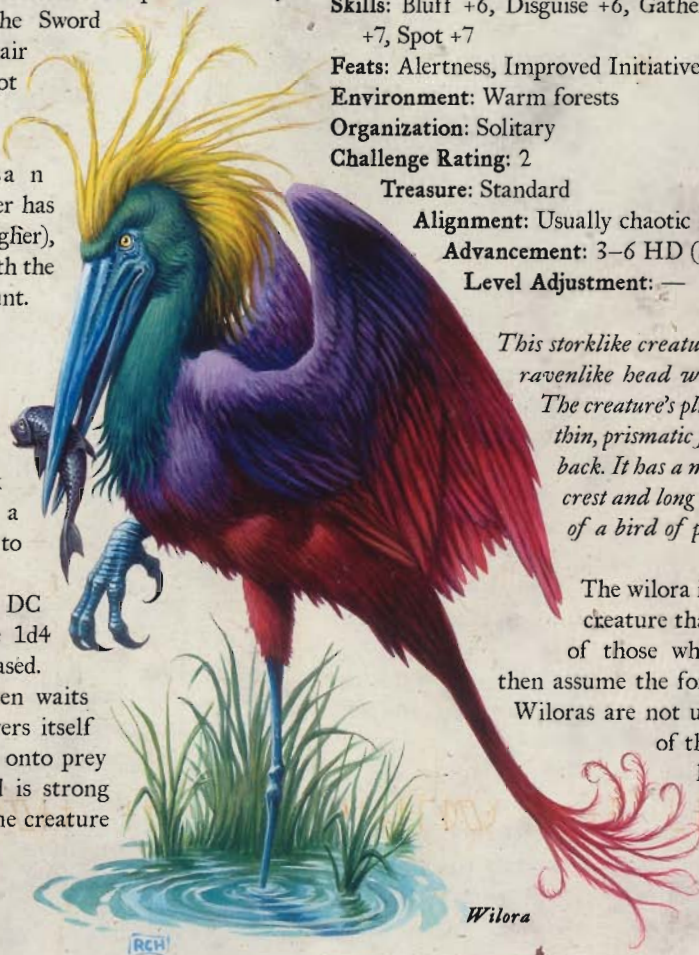 he Sword
air
ot
s a n
er has
gher),
th the
nt.
a
to
DC
1d4
ased.
en waits
ers itself
onto prey
l is strong
he creature
Skills: Bluff +6, Disguise +6, Gathe
+7, Spot +7
Feats: Alertness, Improved Initiative
Environment: Warm forests
Organization: Solitary
Challenge Rating: 2
Treasure: Standard
Alignment: Usually chaotic
Advancement: 3–6 HD (
Level Adjustment: —
This storklike creatu
ravenlike head w
The creature's pl
thin, prismatic
back. It has a m
crest and long
of a bird of p
The wilora
creature tha
of those wh
then assume the fo
Wiloras are not u
of th
Wilora
RCH